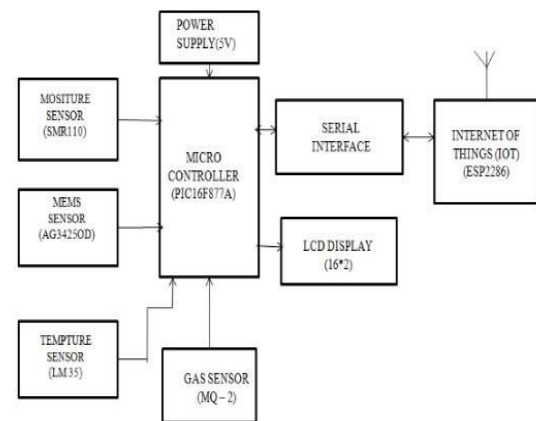 POWER
SUPPLY(5V)
MOSITURE
SENSOR
(SMR110)
MICRO
CONTROLLER
(PIC16F877A)
SERIAL
INTERFACE
INTERNET OF
THINGS (IOT)
(ESP2286)
MEMS
SENSOR
(AG3425OD)
LCD DISPLAY
(16*2)
TEMPTURE
SENSOR
(LM 35)
GAS SENSOR
(MQ – 2)